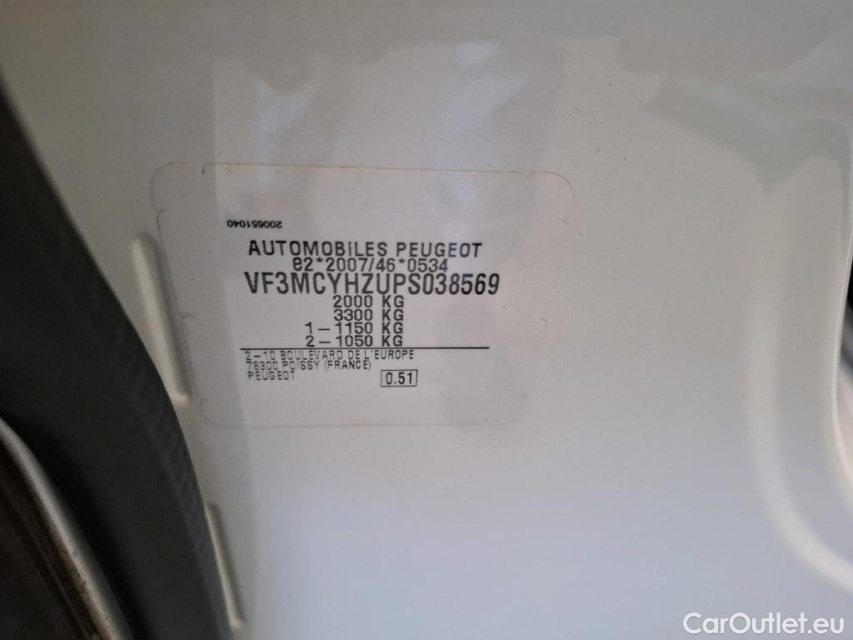 200651040
AUTOMOBILES PEUGEOT
e2*2007/46*0534
VF3MCYHZUPS038569
2000 KG
3300 KG
1-1150 KG
2-1050 KG
2-10 BOULEVARD DE L'EUROPE
78300 POISSY (FRANCE)
PEUGEOT
0.51
CarOutlet.eu